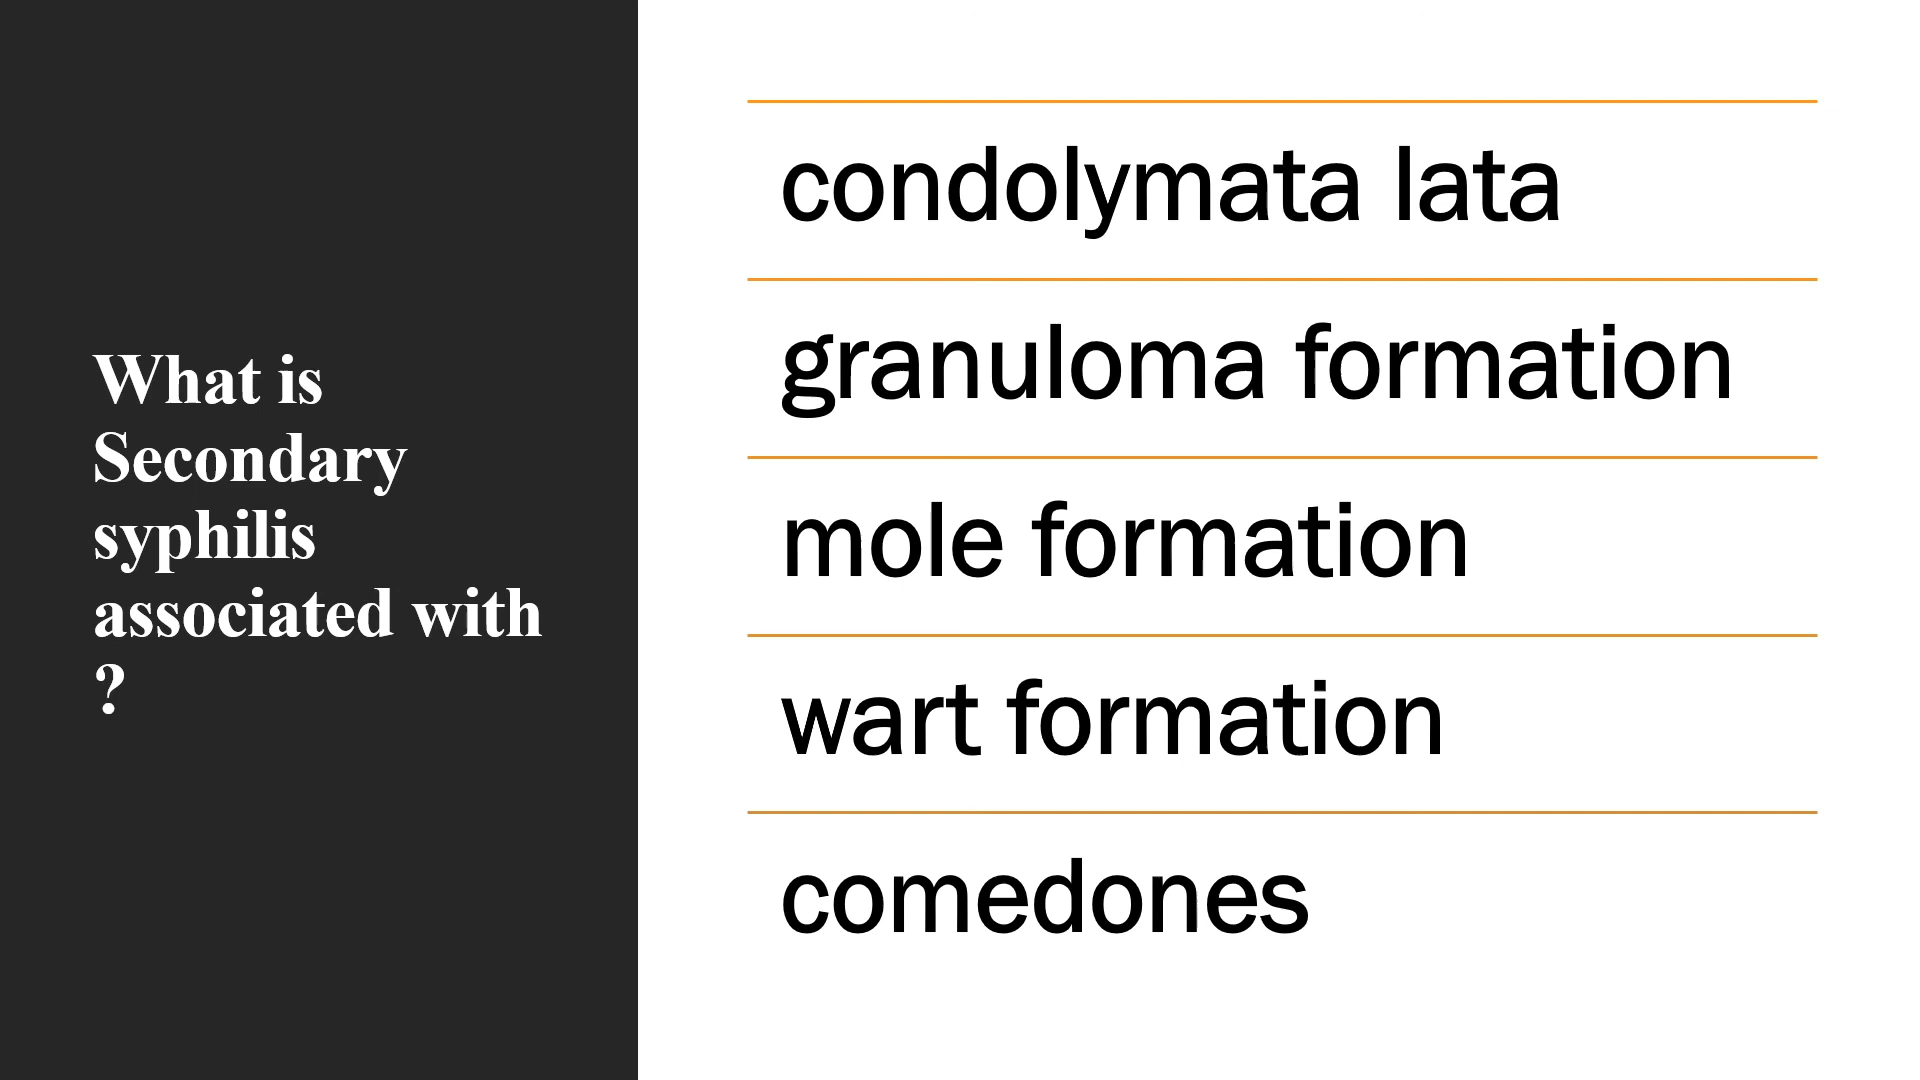 What is
Secondary
syphilis
associated with
?
condolymata lata
granuloma formation
mole formation
wart formation
comedones